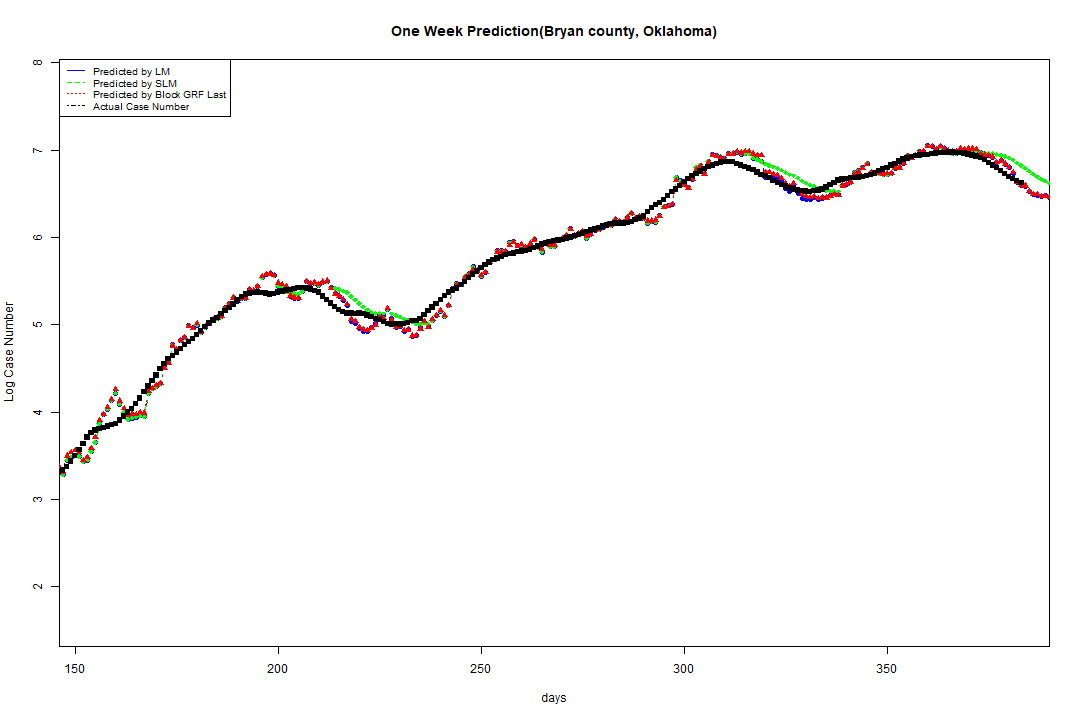 One Week Prediction(Bryan county, Oklahoma)
8
Predicted by LM
Predicted by SLM
Predicted by Block GRF Last
Actual Case Number
7
6
5
4
3
2
Log Case Number
150 200 250 300 350
days